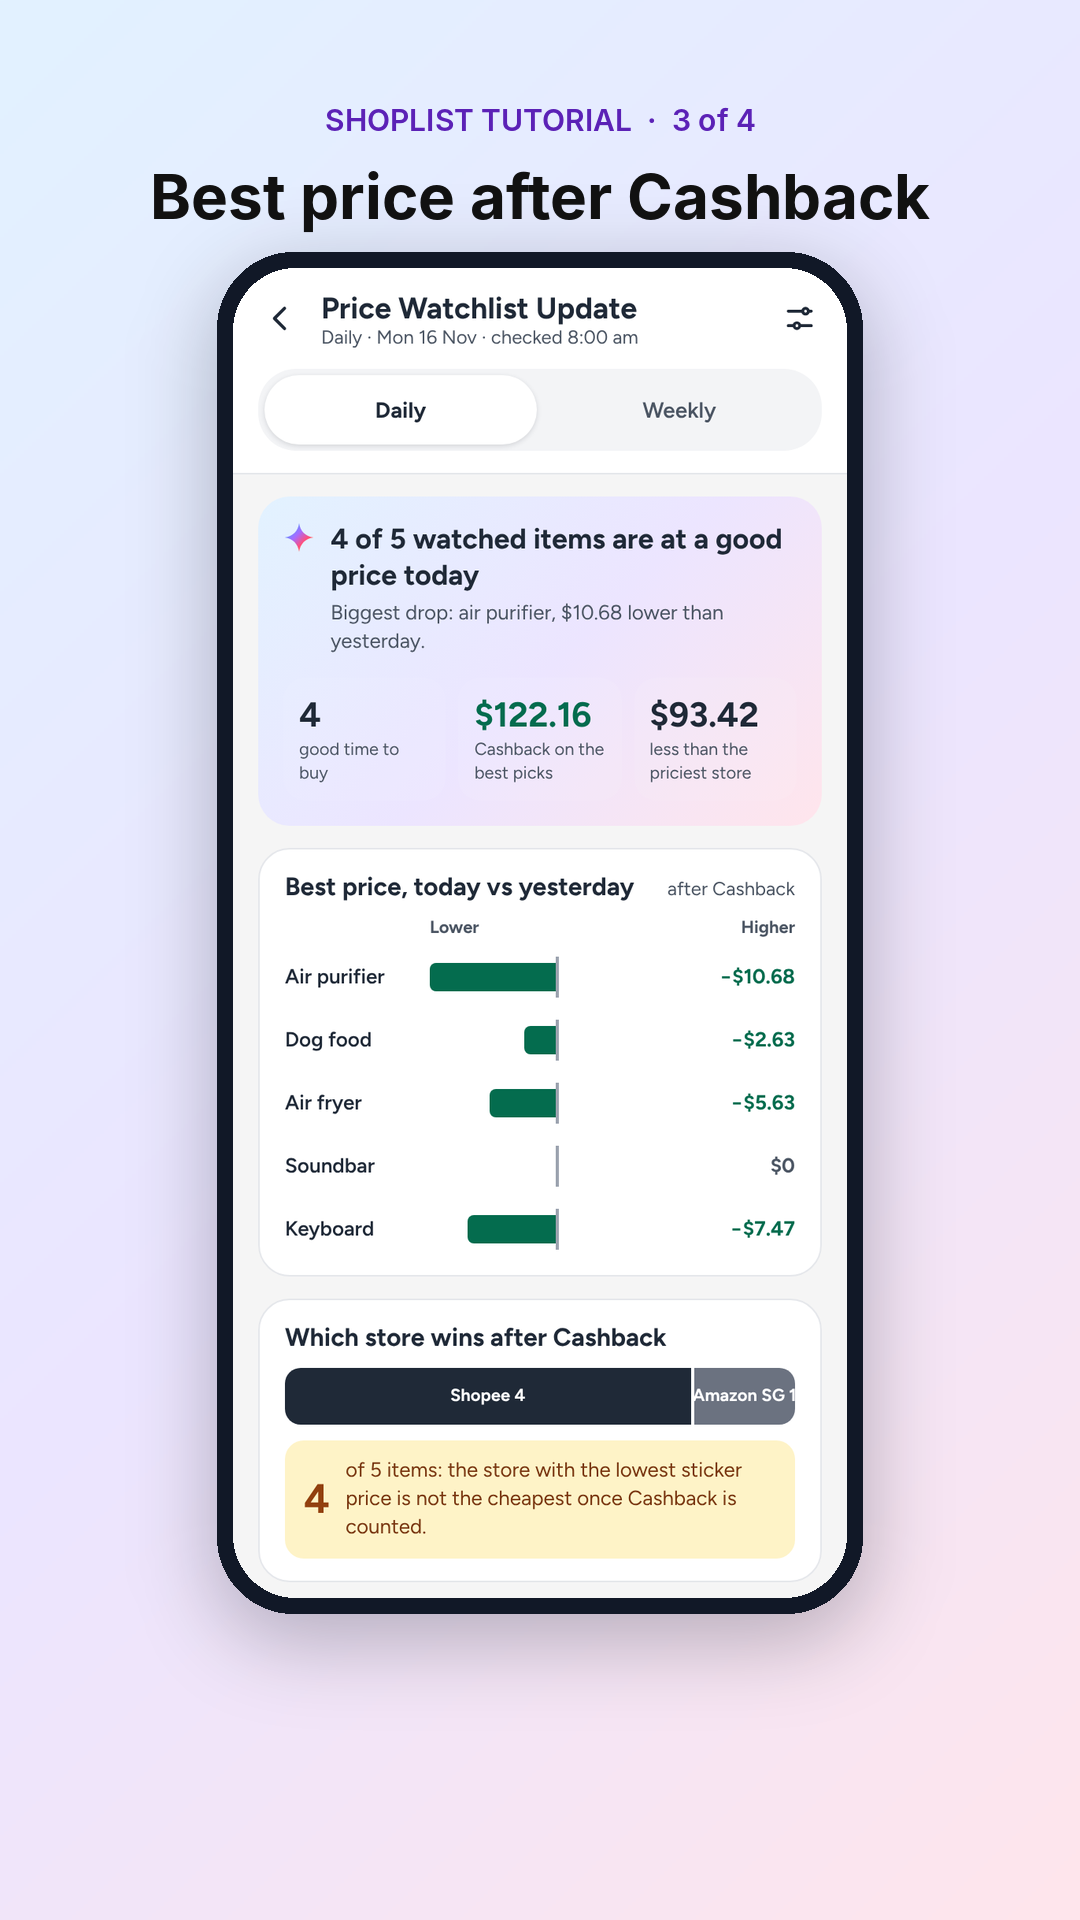 SHOPLIST TUTORIAL · 3 of 4
Best price after Cashback
Price Watchlist Update
Daily · Mon 16 Nov · checked 8:00 am
Daily
Weekly
4 of 5 watched items are at a good
price today
Biggest drop: air purifier, $10.68 lower than
yesterday.
4
good time to
buy
$122.16
Cashback on the
best picks
$93.42
less than the
priciest store
Best price, today vs yesterday
after Cashback
Lower
Higher
Air purifier
-$10.68
Dog food
-$2.63
Air fryer
-$5.63
Soundbar
$0
Keyboard
-$7.47
Which store wins after Cashback
Shopee 4
Amazon SG 1
4
of 5 items: the store with the lowest sticker
price is not the cheapest once Cashback is
counted.